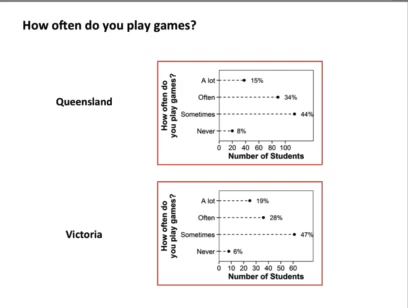 How often do you play games?
Queensland
How often do
you play games?
A lot 15%
Often 34%
Sometimes 44%
Never 8%
0 20 40 60 80 100
Number of Students
Victoria
How often do
you play games?
A lot 19%
Often 28%
Sometimes 47%
Never 6%
0 10 20 30 40 50 60
Number of Students